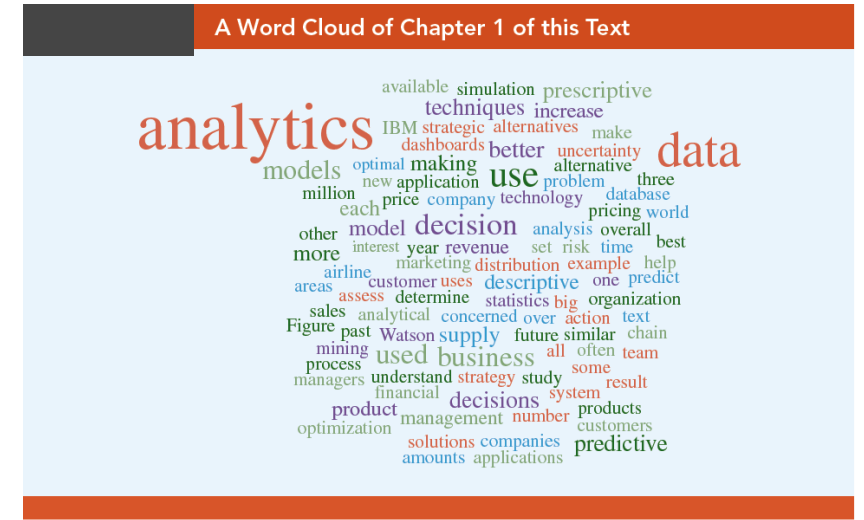 A Word Cloud of Chapter 1 of this Text
available simulation prescriptive
techniques increase
analytics IBM strategic alternatives make
dashboards better uncertainty data
models optimal making use alternative
new application problem three
million price company technology database
each pricing world
other model decision analysis overall
more interest year revenue set risk time best
airline marketing distribution example help
areas customer uses descriptive one predict
assess determine statistics big organization
sales analytical concerned over action text
Figure past Watson supply future similar chain
mining used business all often team
process some
managers understand strategy study result
financial decisions system
product management number products
optimization customers
solutions companies predictive
amounts applications